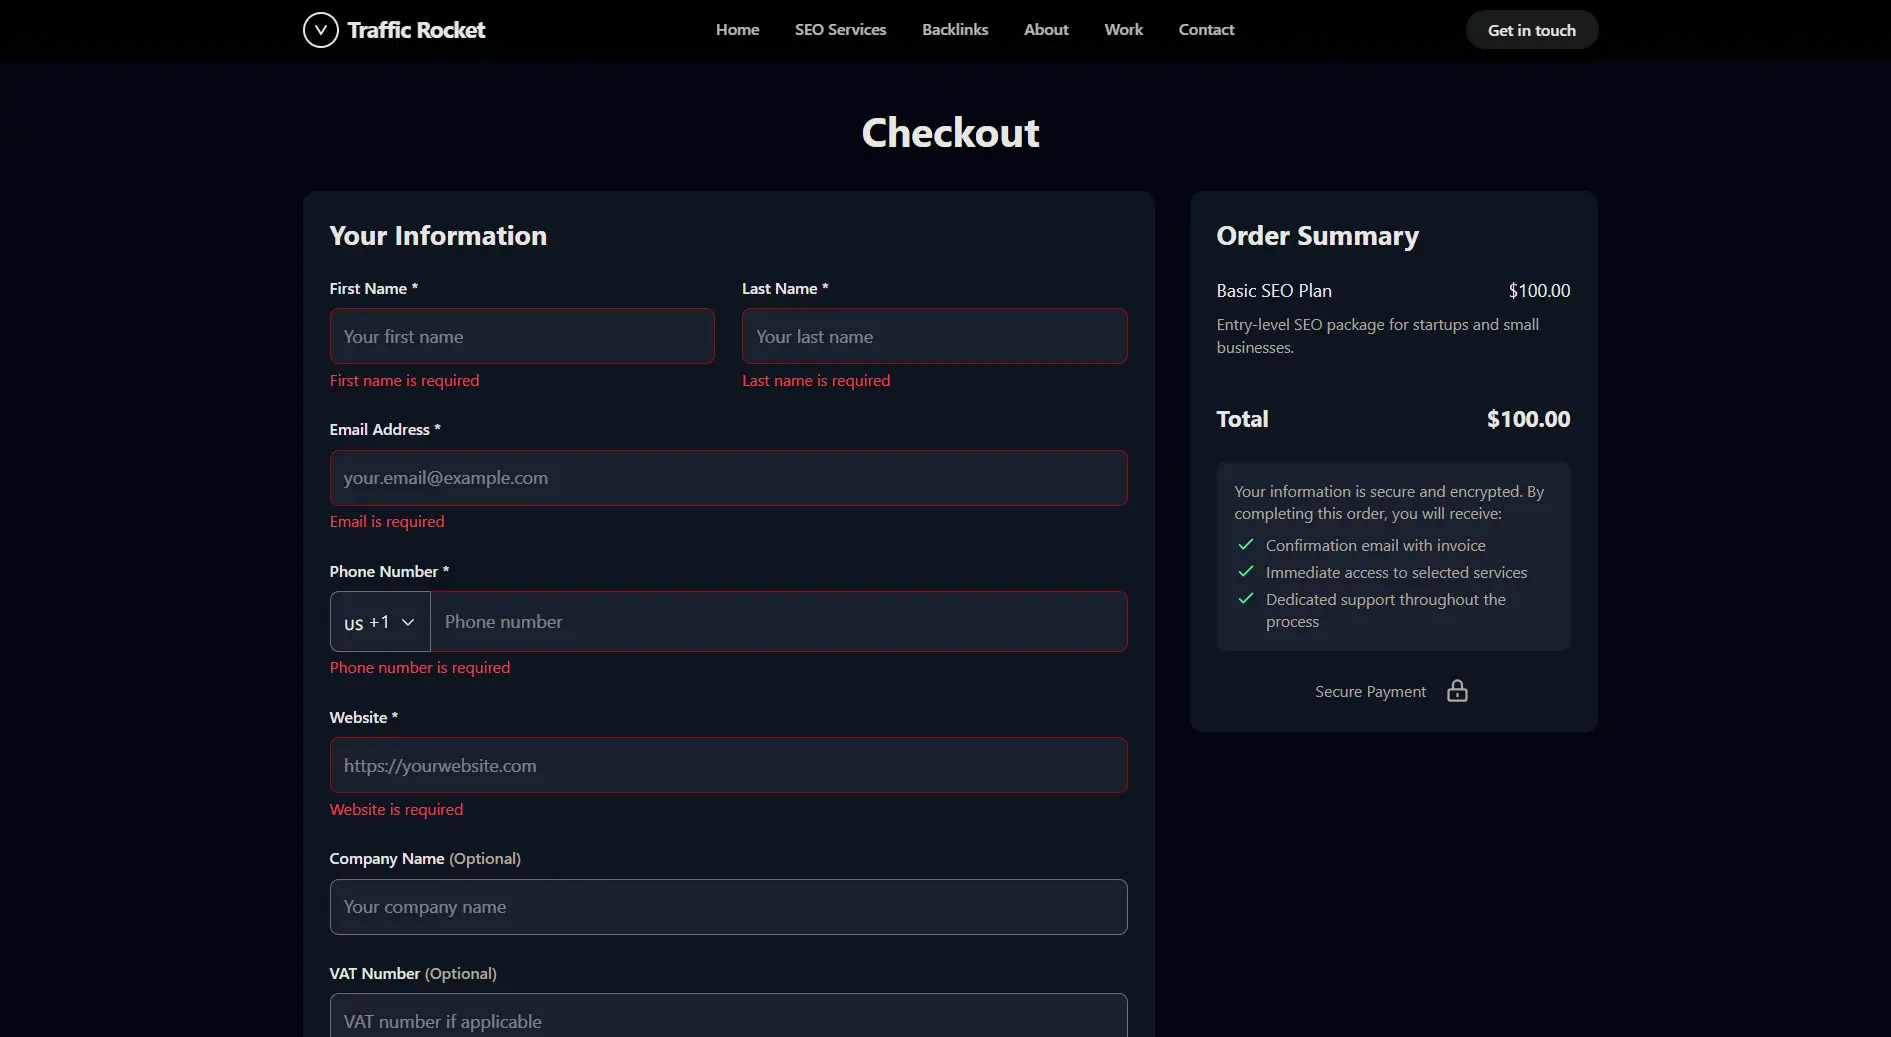 Traffic Rocket
Home
SEO Services
Backlinks
About
Work
Contact
Get in touch
Checkout
Your Information
First Name *
Last Name *
Your first name
Your last name
First name is required
Last name is required
Email Address *
your.email@example.com
Email is required
Phone Number *
us +1
Phone number
Phone number is required
Website *
https://yourwebsite.com
Website is required
Company Name (Optional)
Your company name
VAT Number (Optional)
VAT number if applicable
Order Summary
Basic SEO Plan $100.00
Entry-level SEO package for startups and small
businesses.
Total $100.00
Your information is secure and encrypted. By
completing this order, you will receive:
Confirmation email with invoice
Immediate access to selected services
Dedicated support throughout the
process
Secure Payment